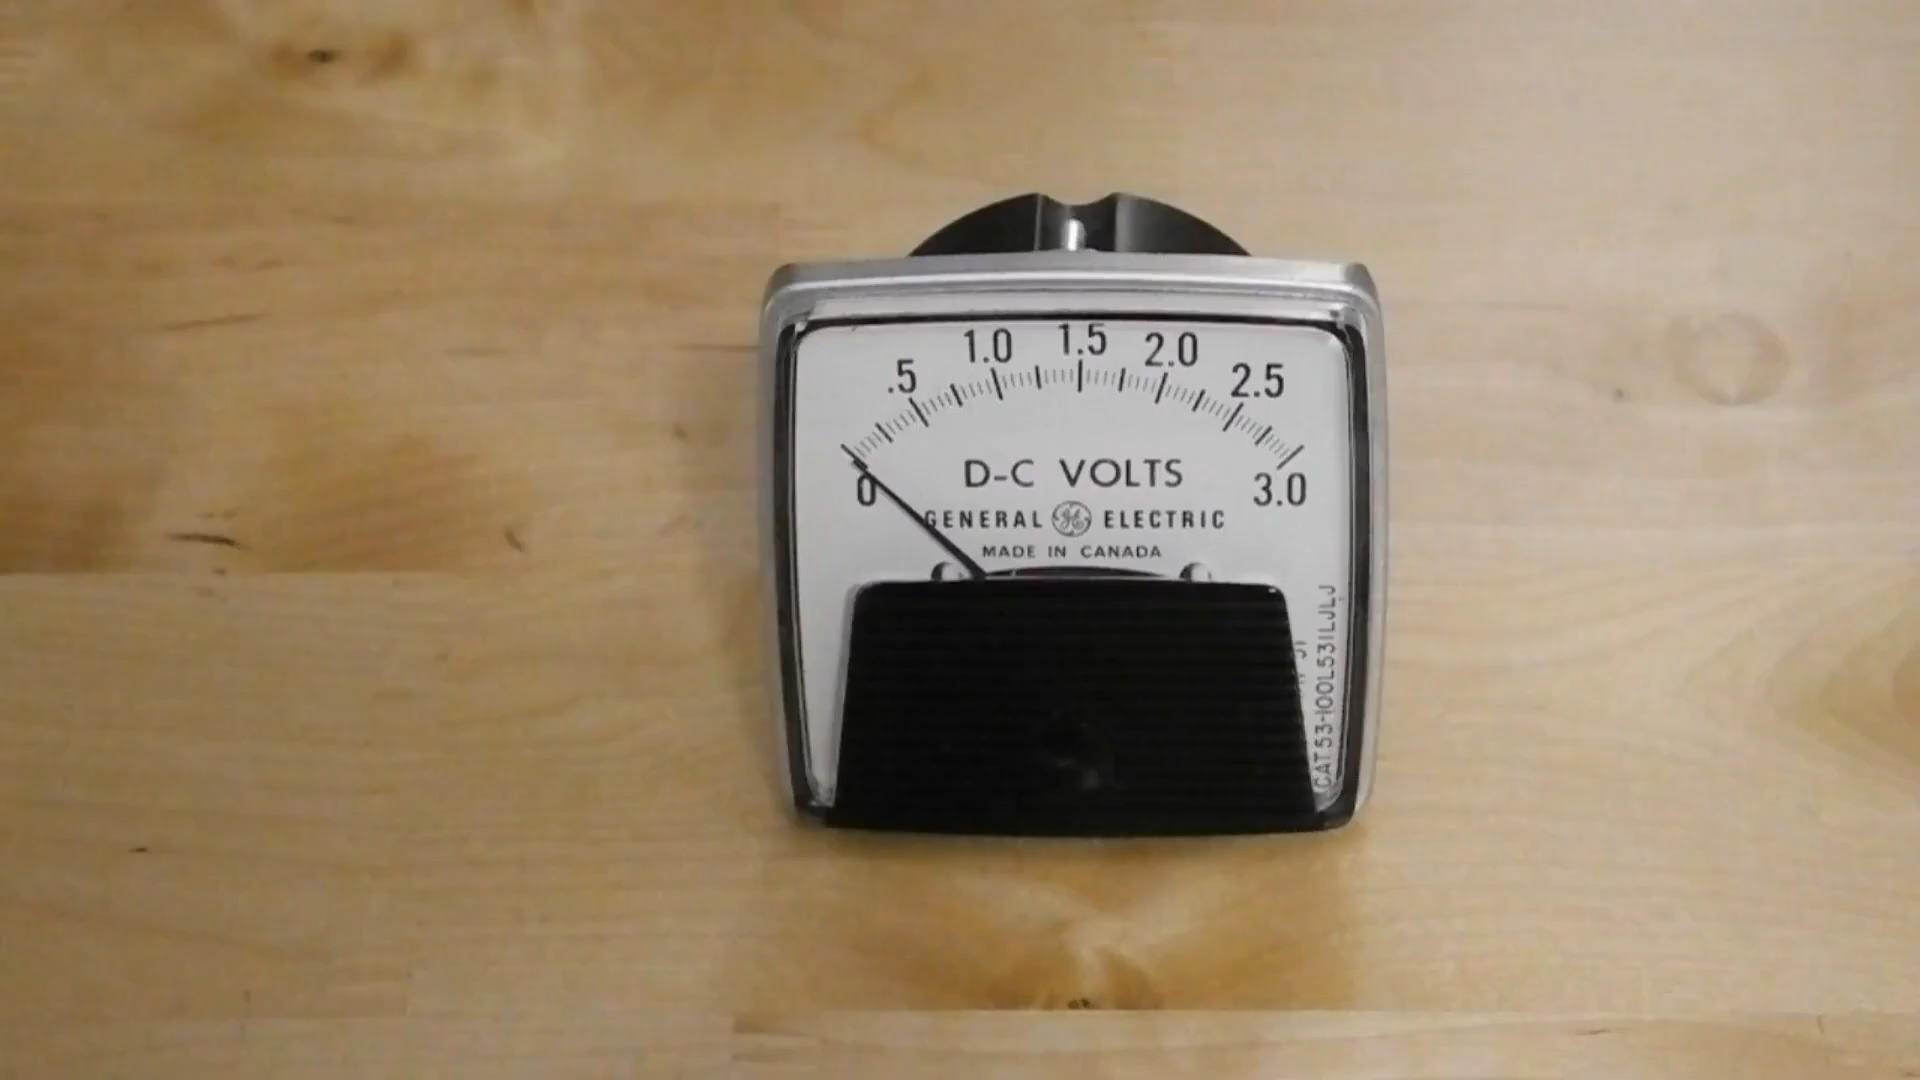 .5 1.0 1.5 2.0 2.5
0 3.0
D-C VOLTS
GENERAL GE ELECTRIC
MADE IN CANADA
CAT.53-100L531LJLJ